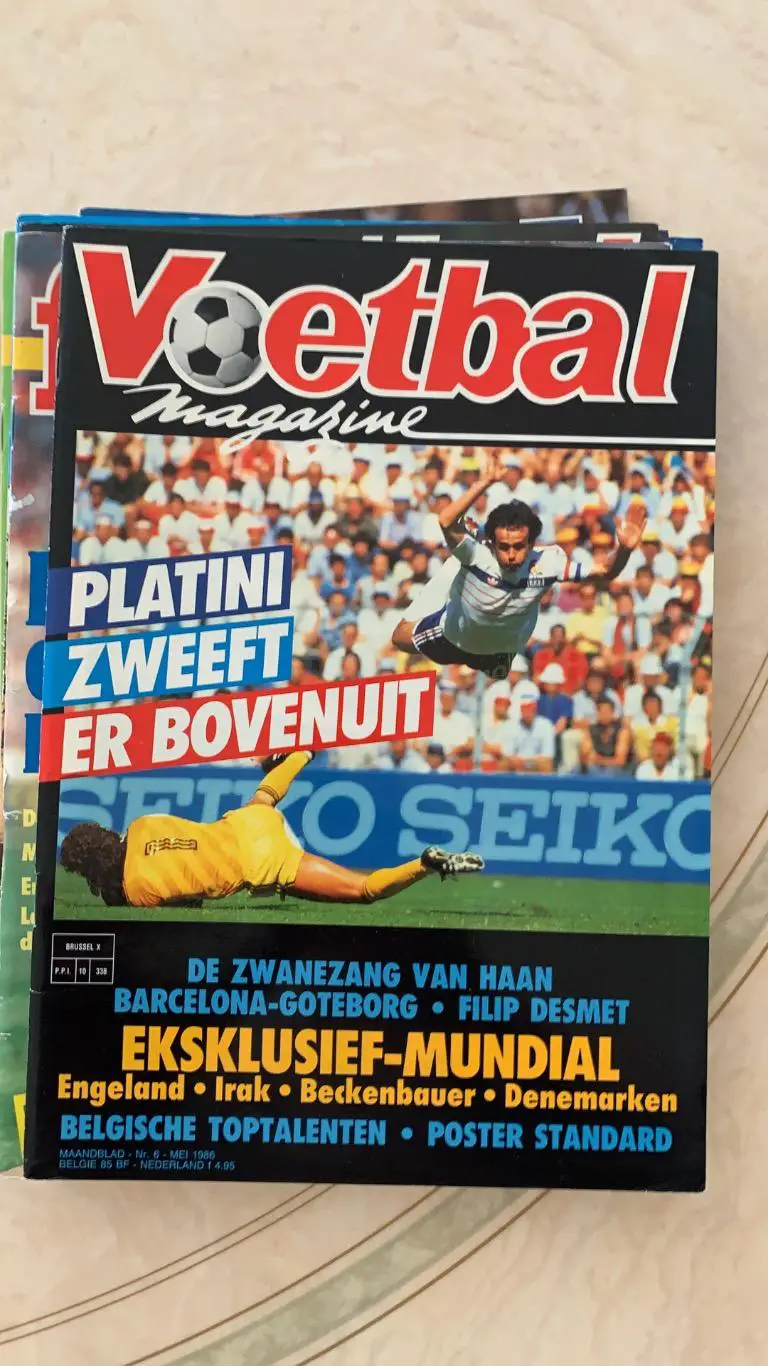 Voetbal
magazine
PLATINI
ZWEEFT
ER BOVENUIT
SEIKO SEIKO
BRUSSEL X
P.P.I. 10 338
DE ZWANEZANG VAN HAAN
BARCELONA-GOTEBORG • FILIP DESMET
EKSKLUSIEF-MUNDIAL
Engeland • Irak • Beckenbauer • Denemarken
BELGISCHE TOPTALENTEN • POSTER STANDARD
MAANDBLAD - Nr. 6 - MEI 1986
BELGIE 85 BF - NEDERLAND f 4.95